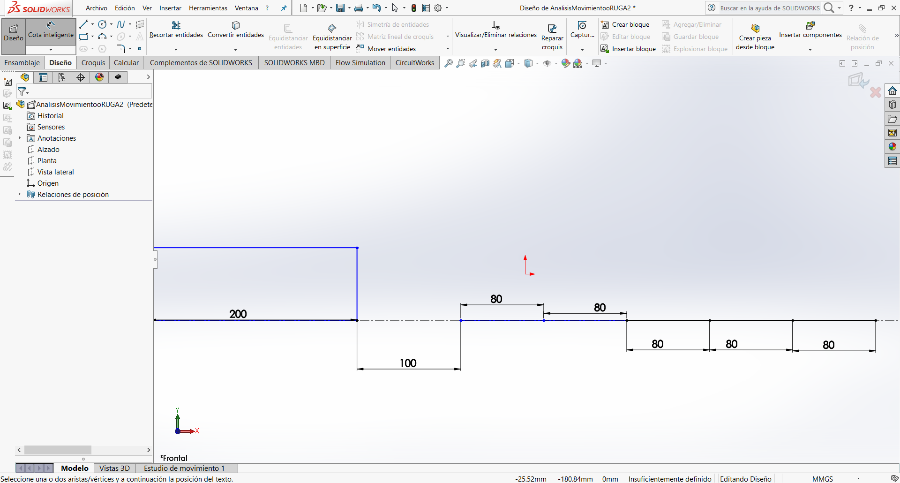 SOLIDWORKS
Archivo Edición Ver Insertar Herramientas Ventana ?
Diseño de AnalisisMovimientooRUGA2 *
Buscar en la ayuda de SOLIDWORKS
Diseño
Cota inteligente
Recortar entidades
Convertir entidades
Equidistanciar entidades
Equidistanciar en superficie
Simetría de entidades
Matriz lineal de croquis
Mover entidades
Visualizar/Eliminar relaciones
Reparar croquis
Captur...
Crear bloque
Editar bloque
Insertar bloque
Agregar/Eliminar
Guardar bloque
Explosionar bloque
Crear pieza desde bloque
Insertar componentes
Relación de posición
Ensamblaje Diseño Croquis Calcular Complementos de SOLIDWORKS SOLIDWORKS MBD Flow Simulation CircuitWorks
AnalisisMovimientooRUGA2 (Predete
Historial
Sensores
Anotaciones
Alzado
Planta
Vista lateral
Origen
Relaciones de posición
80
80
200
80
80
80
100
Y
X
*Frontal
Modelo Vistas 3D Estudio de movimiento 1
Seleccione una o dos aristas/vértices y a continuación la posición del texto.
-25.52mm -180.84mm 0mm Insuficientemente definido Editando Diseño MMGS